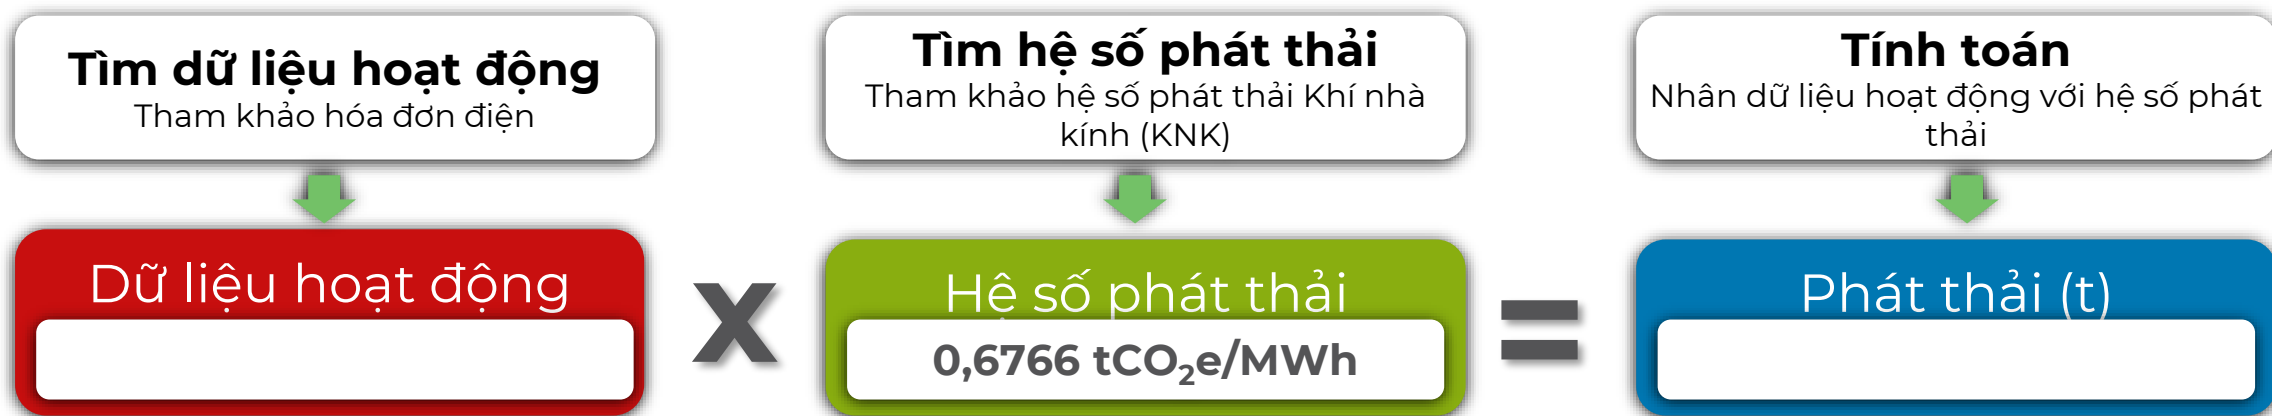 Tìm dữ liệu hoạt động
Tham khảo hóa đơn điện
Tìm hệ số phát thải
Tham khảo hệ số phát thải Khí nhà
kính (KNK)
Tính toán
Nhân dữ liệu hoạt động với hệ số phát
thải
Dữ liệu hoạt động
x
Hệ số phát thải
0,6766 tCO₂e/MWh
=
Phát thải (t)